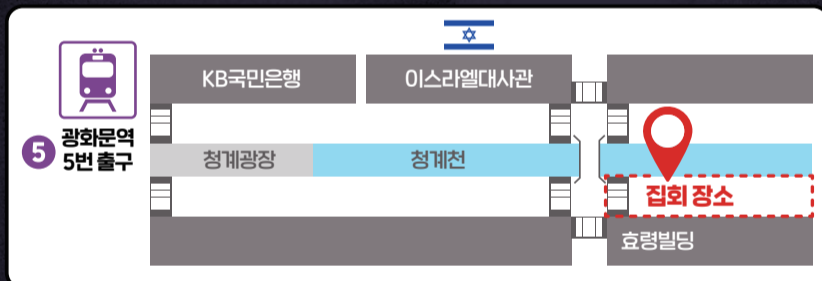 KB국민은행
이스라엘대사관
5
광화문역
5번 출구
청계광장
청계천
집회 장소
효령빌딩